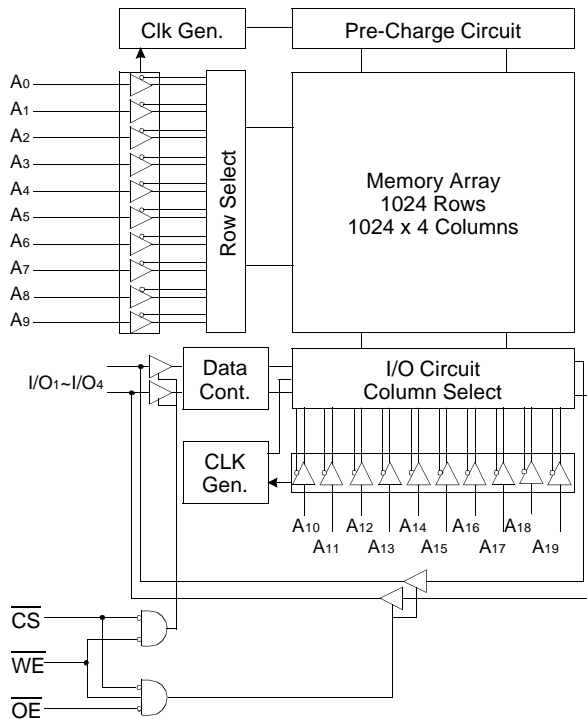 Clk Gen.
Pre-Charge Circuit
A0
A1
A2
A3
A4
A5
A6
A7
A8
A9
Row Select
Memory Array
1024 Rows
1024 x 4 Columns
I/O1~I/O4
Data
Cont.
I/O Circuit
Column Select
CLK
Gen.
A10 A12 A14 A16 A18
A11 A13 A15 A17 A19
CS
WE
OE